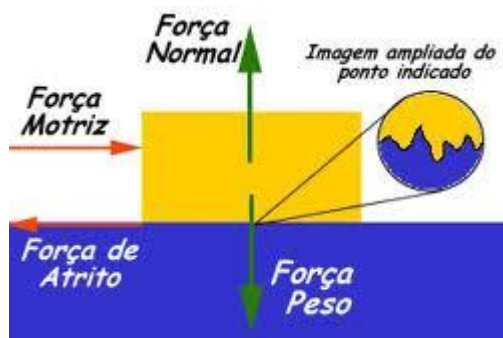 Força
Normal
Imagem ampliada do
ponto indicado
Força
Motriz
Força de
Atrito
Força
Peso